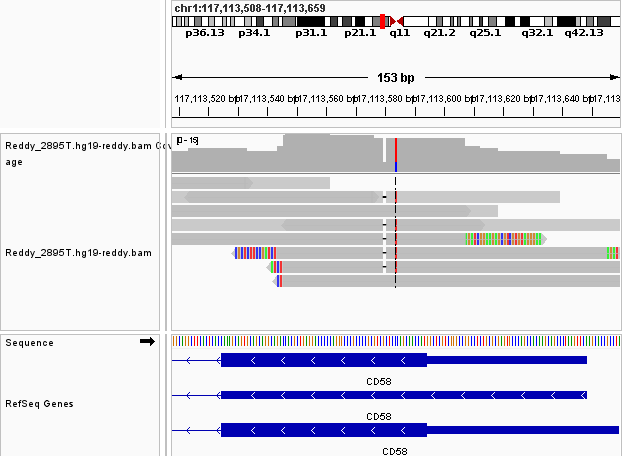 chr1:117,113,508-117,113,659
p36.13 p34.1 p31.1 p21.1 q11 q21.2 q25.1 q32.1 q42.13
153 bp
117,113,520 bp 117,113,540 bp 117,113,560 bp 117,113,580 bp 117,113,600 bp 117,113,620 bp 117,113,640 bp 117,113
Reddy_2895T.hg19-reddy.bam Cov
age
[0 - 19]
Reddy_2895T.hg19-reddy.bam
Sequence
CD58
RefSeq Genes
CD58
CD58